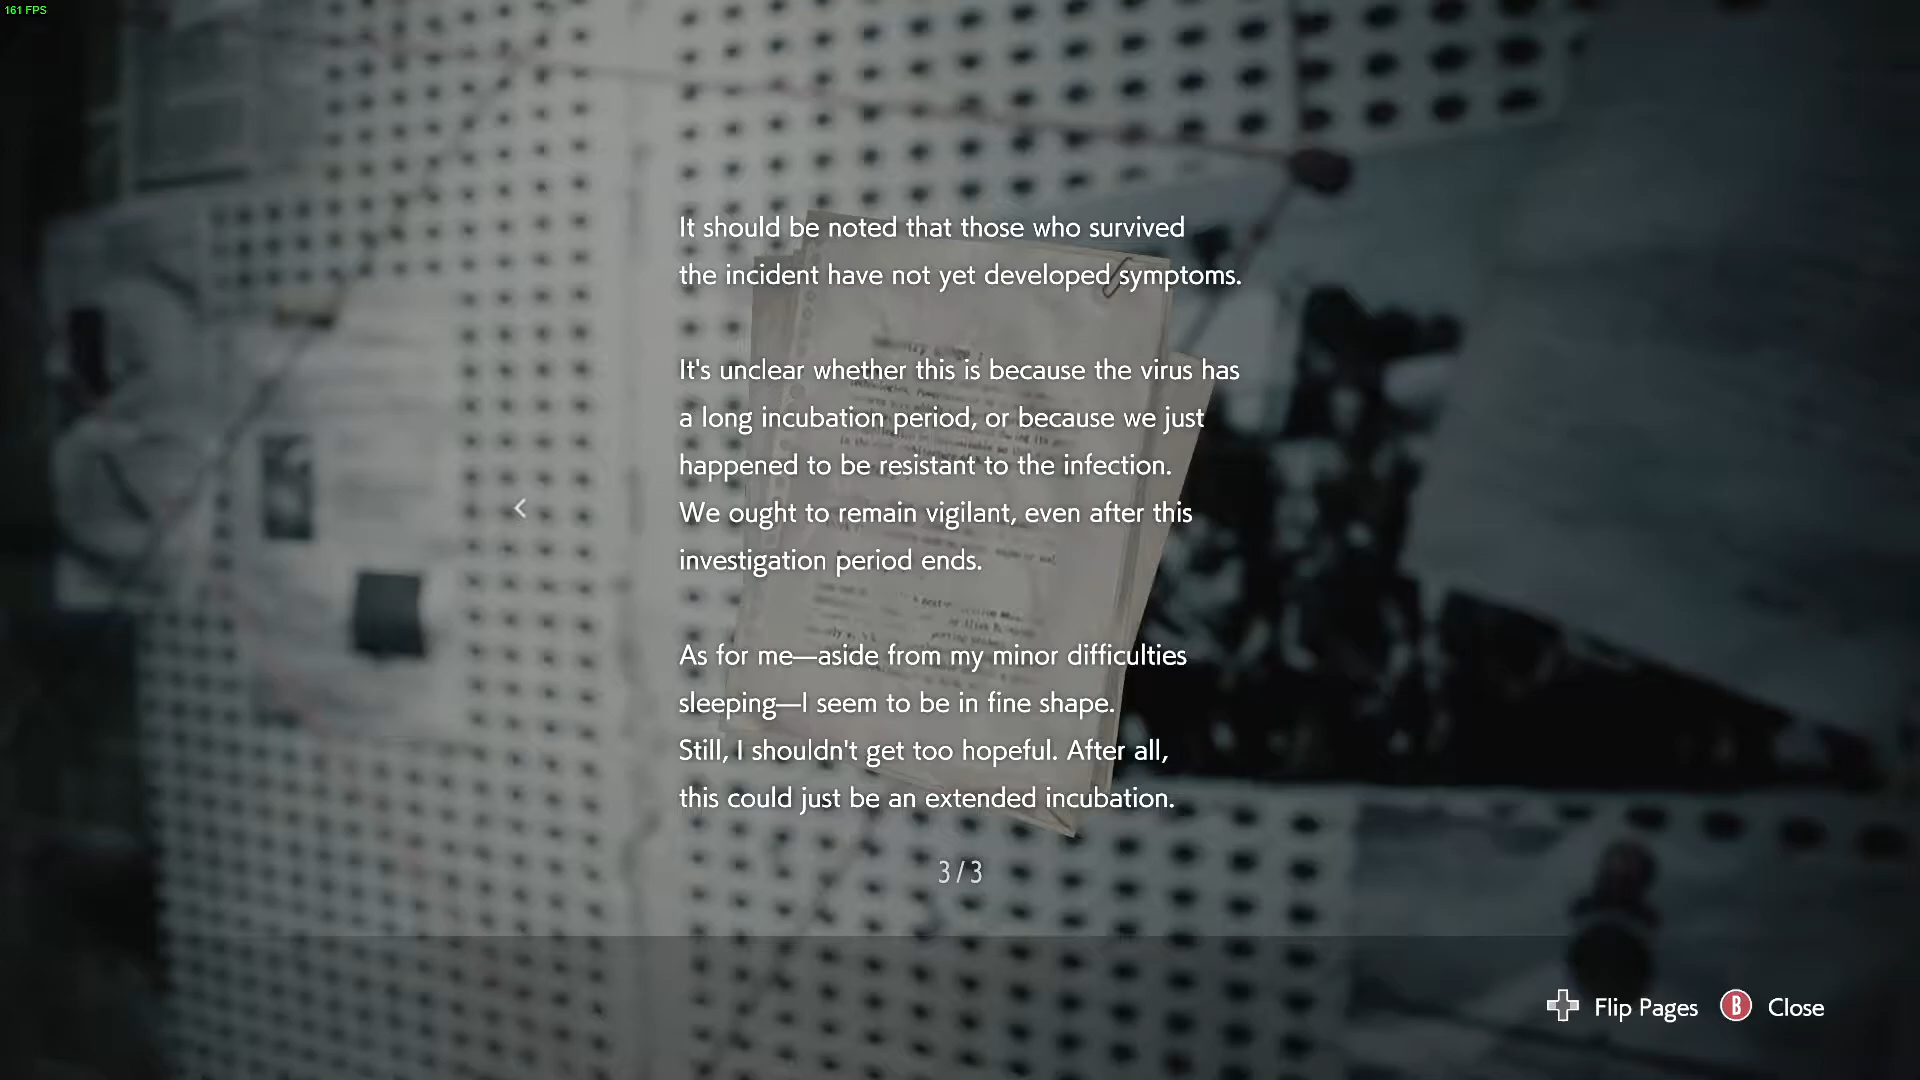 161 FPS
It should be noted that those who survived
the incident have not yet developed symptoms.
It's unclear whether this is because the virus has
a long incubation period, or because we just
happened to be resistant to the infection.
We ought to remain vigilant, even after this
investigation period ends.
As for me—aside from my minor difficulties
sleeping—I seem to be in fine shape.
Still, I shouldn't get too hopeful. After all,
this could just be an extended incubation.
3/3
Flip Pages B Close